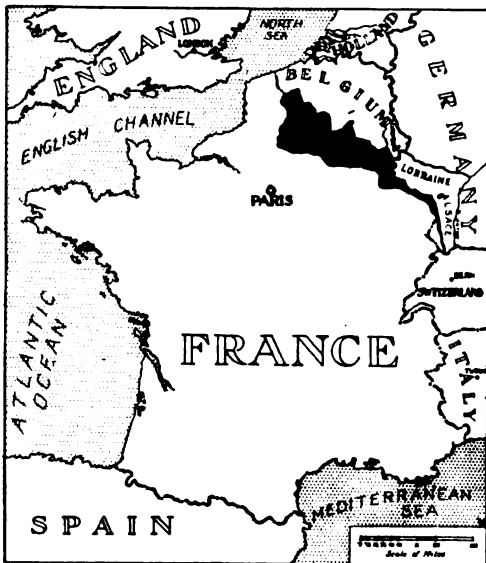 NORTH
SEA
ENGLAND
LONDON
HOLLAND
GERMANY
BELGIUM
ENGLISH CHANNEL
LORRAINE
ALSACE
PARIS
SWITZERLAND
FRANCE
ITALY
ATLANTIC
OCEAN
MEDITERRANEAN
SEA
SPAIN
Scale of Miles